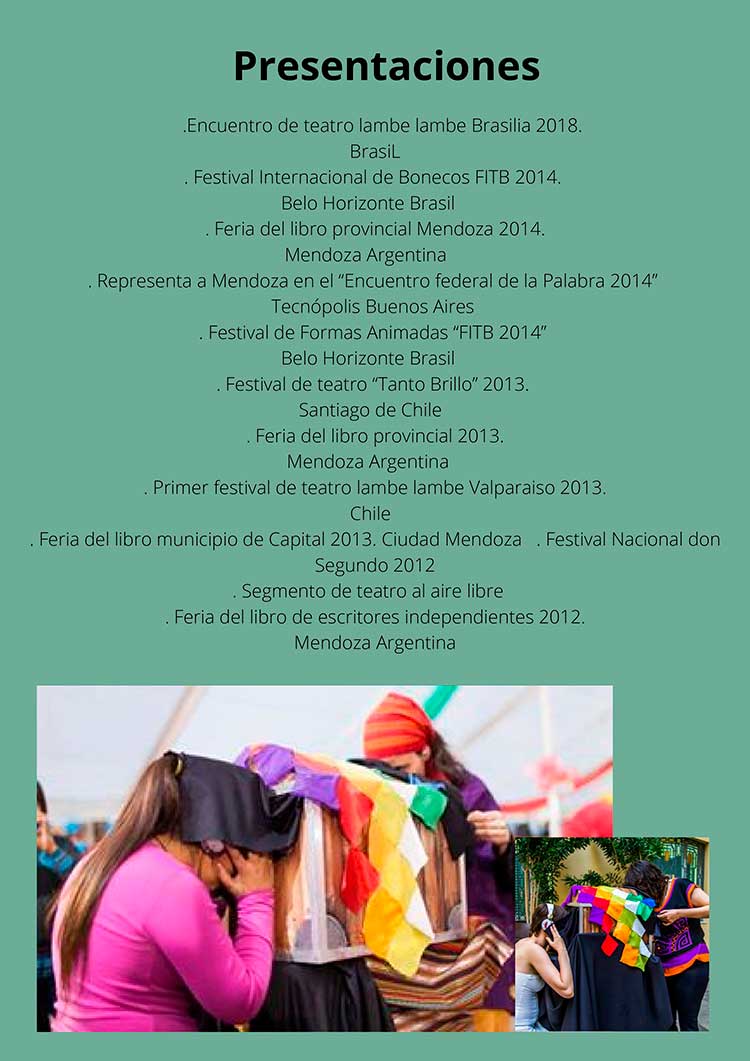 Presentaciones
.Encuentro de teatro lambe lambe Brasilia 2018.
BrasiL
. Festival Internacional de Bonecos FITB 2014.
Belo Horizonte Brasil
. Feria del libro provincial Mendoza 2014.
Mendoza Argentina
. Representa a Mendoza en el “Encuentro federal de la Palabra 2014”
Tecnópolis Buenos Aires
. Festival de Formas Animadas “FITB 2014”
Belo Horizonte Brasil
. Festival de teatro “Tanto Brillo” 2013.
Santiago de Chile
. Feria del libro provincial 2013.
Mendoza Argentina
. Primer festival de teatro lambe lambe Valparaiso 2013.
Chile
. Feria del libro municipio de Capital 2013. Ciudad Mendoza . Festival Nacional don
Segundo 2012
. Segmento de teatro al aire libre
. Feria del libro de escritores independientes 2012.
Mendoza Argentina